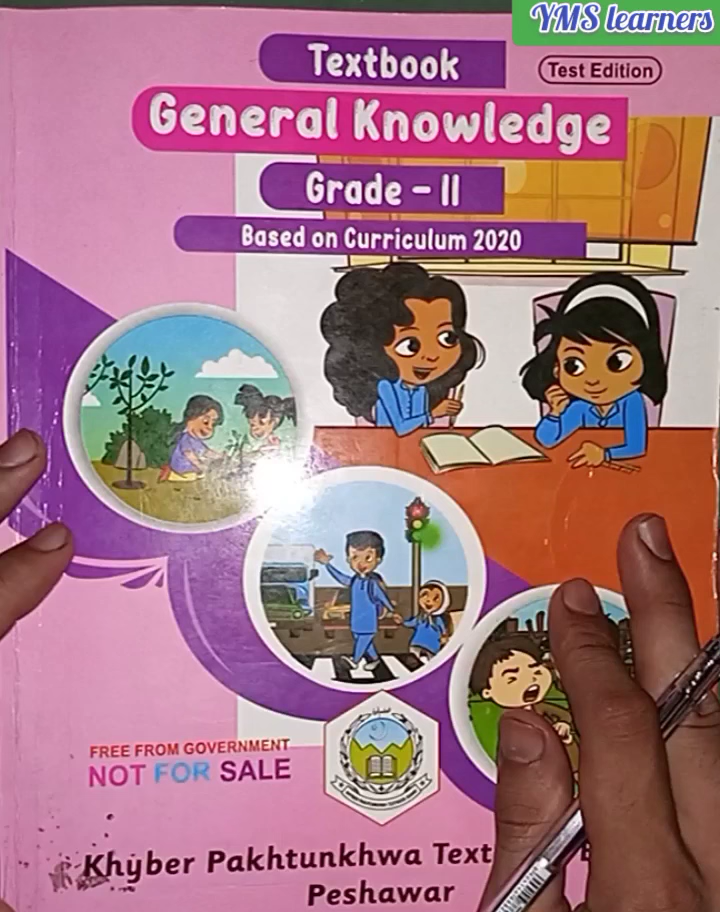 YMS learners
Textbook
(Test Edition)
General Knowledge
Grade - II
Based on Curriculum 2020
FREE FROM GOVERNMENT
NOT FOR SALE
Khyber Pakhtunkhwa Text
Peshawar